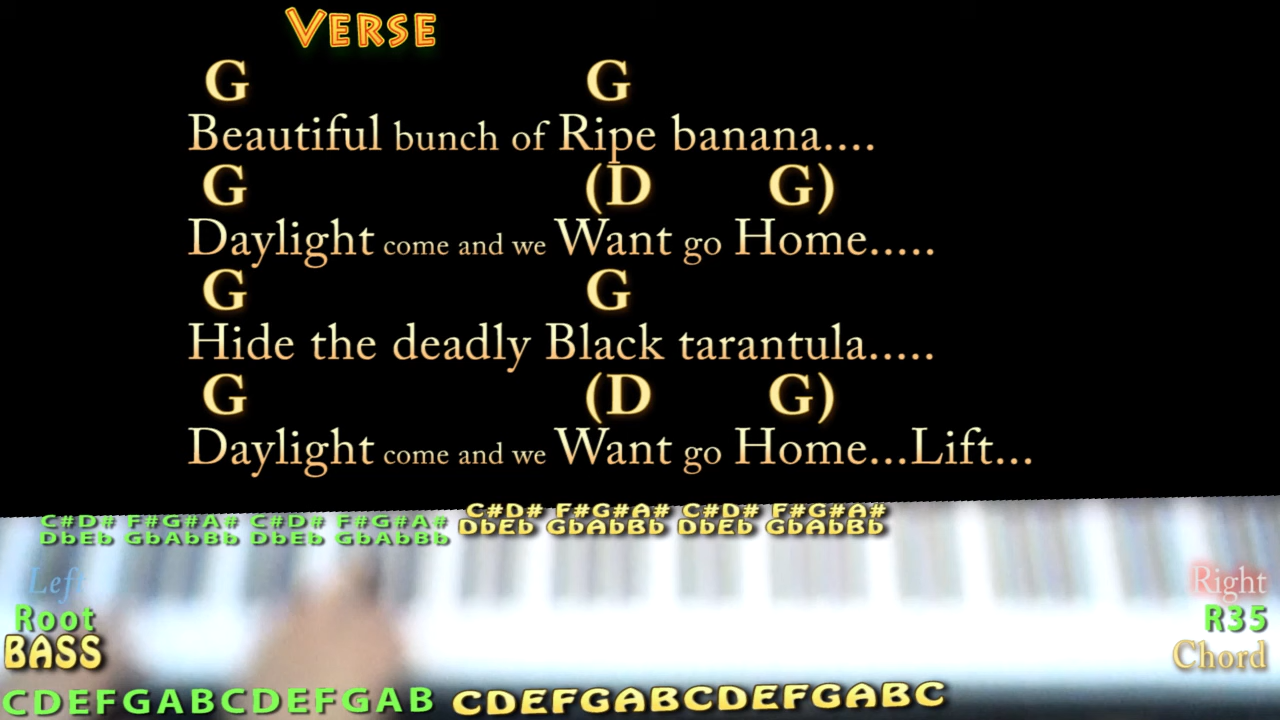 VERSE
G G
Beautiful bunch of Ripe banana....
G (D G)
Daylight come and we Want go Home.....
G G
Hide the deadly Black tarantula.....
G (D G)
Daylight come and we Want go Home...Lift...
C#D# F#G#A# C#D# F#G#A# C#D# F#G#A# C#D# F#G#A#
DbEb GbAbBb DbEb GbAbBb DbEb GbAbBb DbEb GbAbBb
Left Right
Root R35
BASS Chord
CDEFGABCDEFGAB CDEFGABCDEFGABC